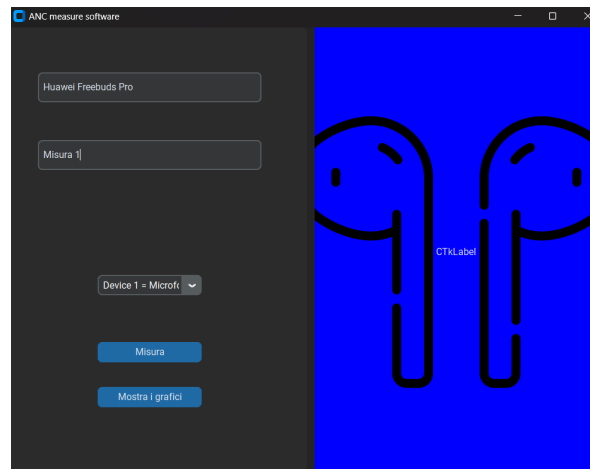 ANC measure software
Huawei Freebuds Pro
Misura 1
CTkLabel
Device 1 = Microfo
Misura
Mostra i grafici